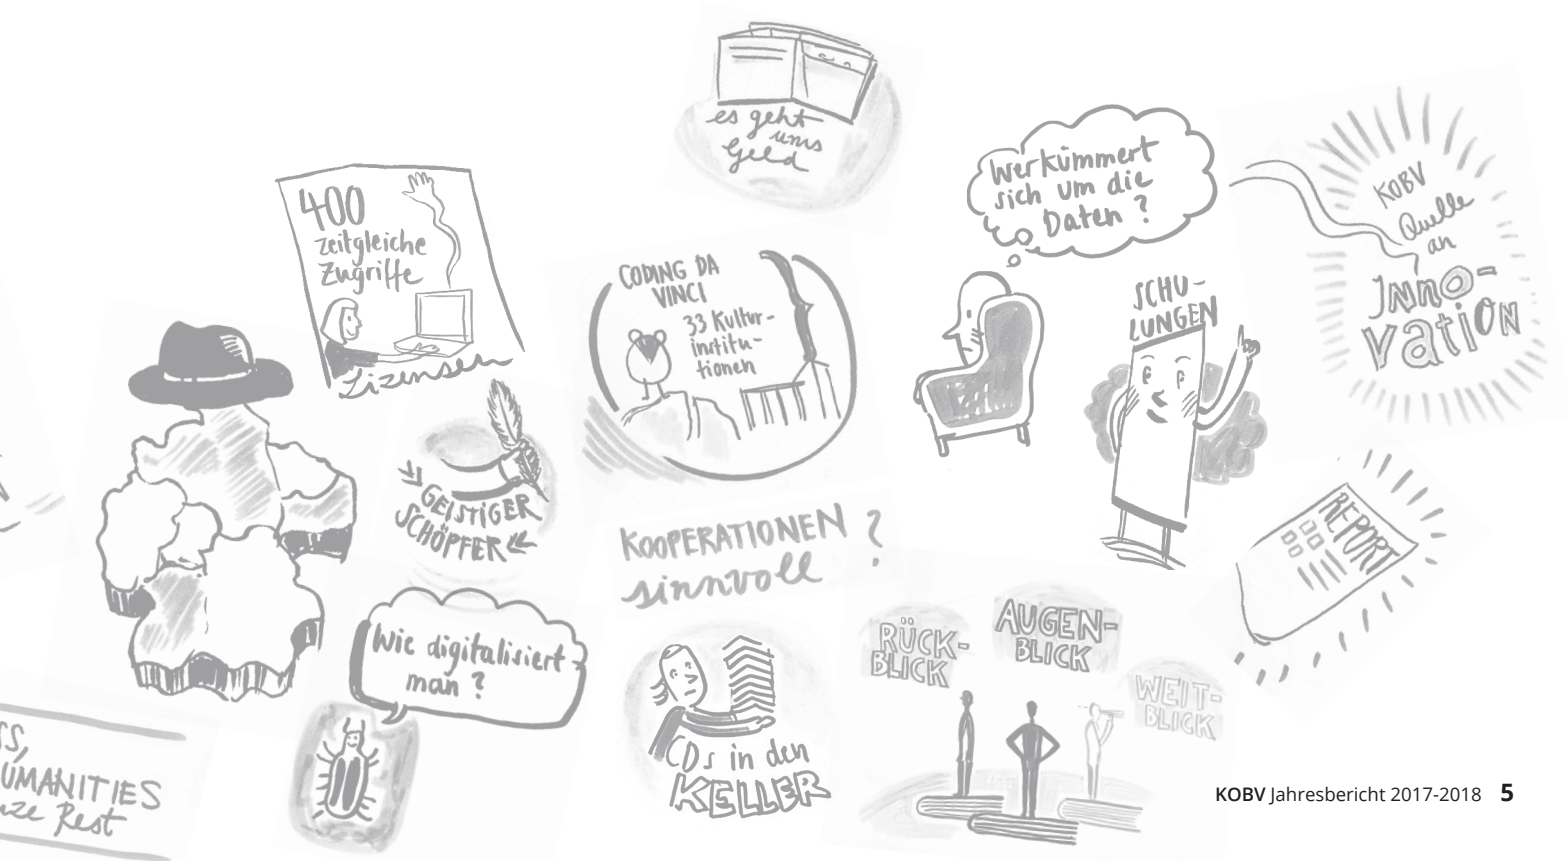 es geht
ums
Geld
Wer kümmert
sich um die
Daten?
KOBV
Quelle
an
INNO-
vation
400
zeitgleiche
Zugriffe
Lizensen
CODING DA
VINCI
33 Kultur-
institu-
tionen
SCHU-
LUNGEN
GEISTIGER
SCHÖPFER
KOOPERATIONEN ?
sinnvoll
REPORT
Wie digitalisiert
man?
RÜCK-
BLICK
AUGEN-
BLICK
WEIT-
BLICK
CDs in den
KELLER
UMANITIES
Rest
KOBV Jahresbericht 2017-2018 5